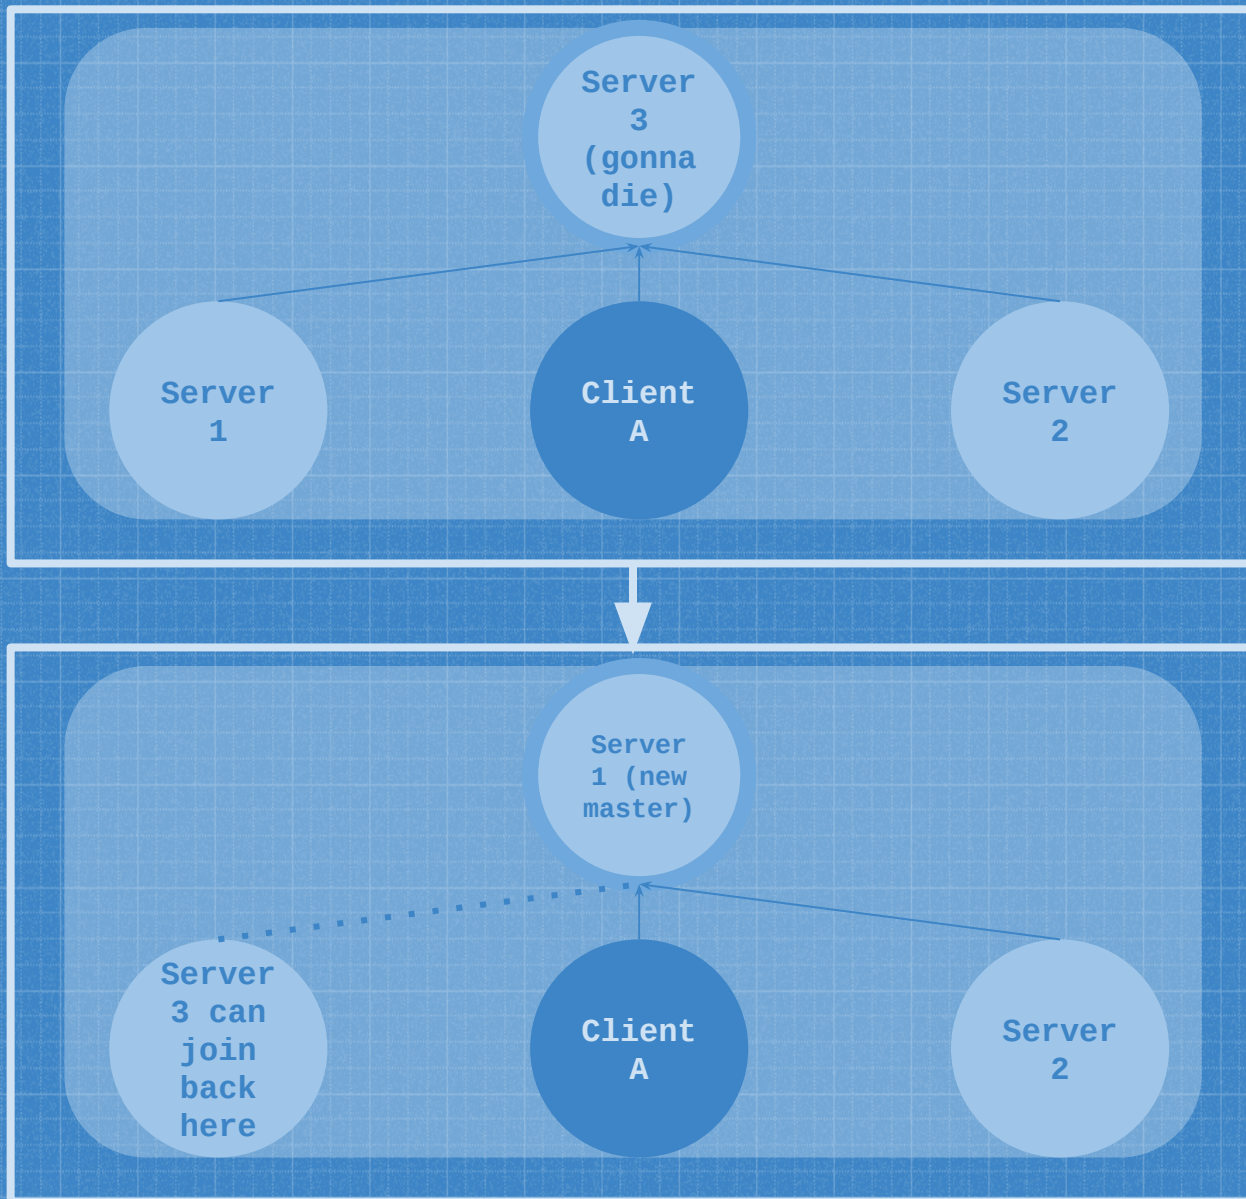 Server
3
(gonna
die)
Server
1
Client
A
Server
2
Server
1 (new
master)
Server
3 can
join
back
here
Client
A
Server
2